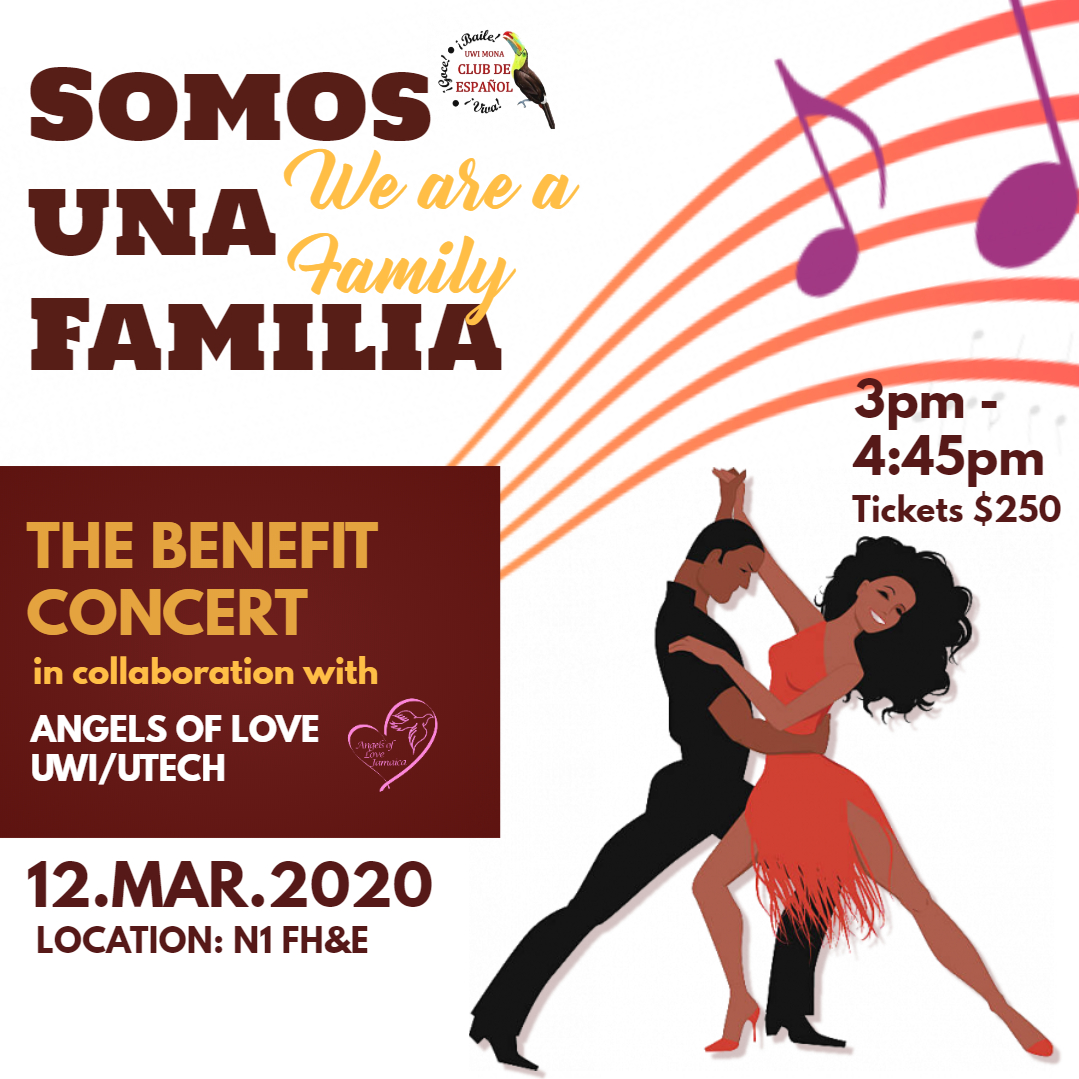 ¡Goce! ¡Baile!
UWI MONA
CLUB DE
ESPAÑOL
¡Viva!
SOMOS
UNA
FAMILIA
We are a
Family
3pm -
4:45pm
Tickets $250
THE BENEFIT
CONCERT
in collaboration with
ANGELS OF LOVE
UWI/UTECH
Angels of
Love
Jamaica
12.MAR.2020
LOCATION: N1 FH&E